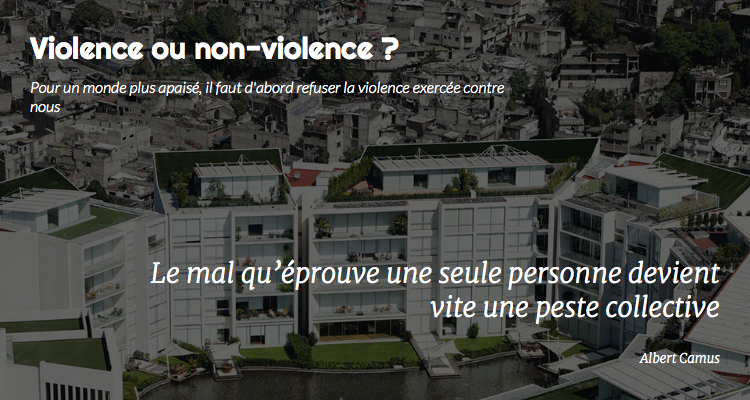 Violence ou non-violence ?
Pour un monde plus apaisé, il faut d'abord refuser la violence exercée contre
nous
Le mal qu’éprouve une seule personne devient
vite une peste collective
Albert Camus